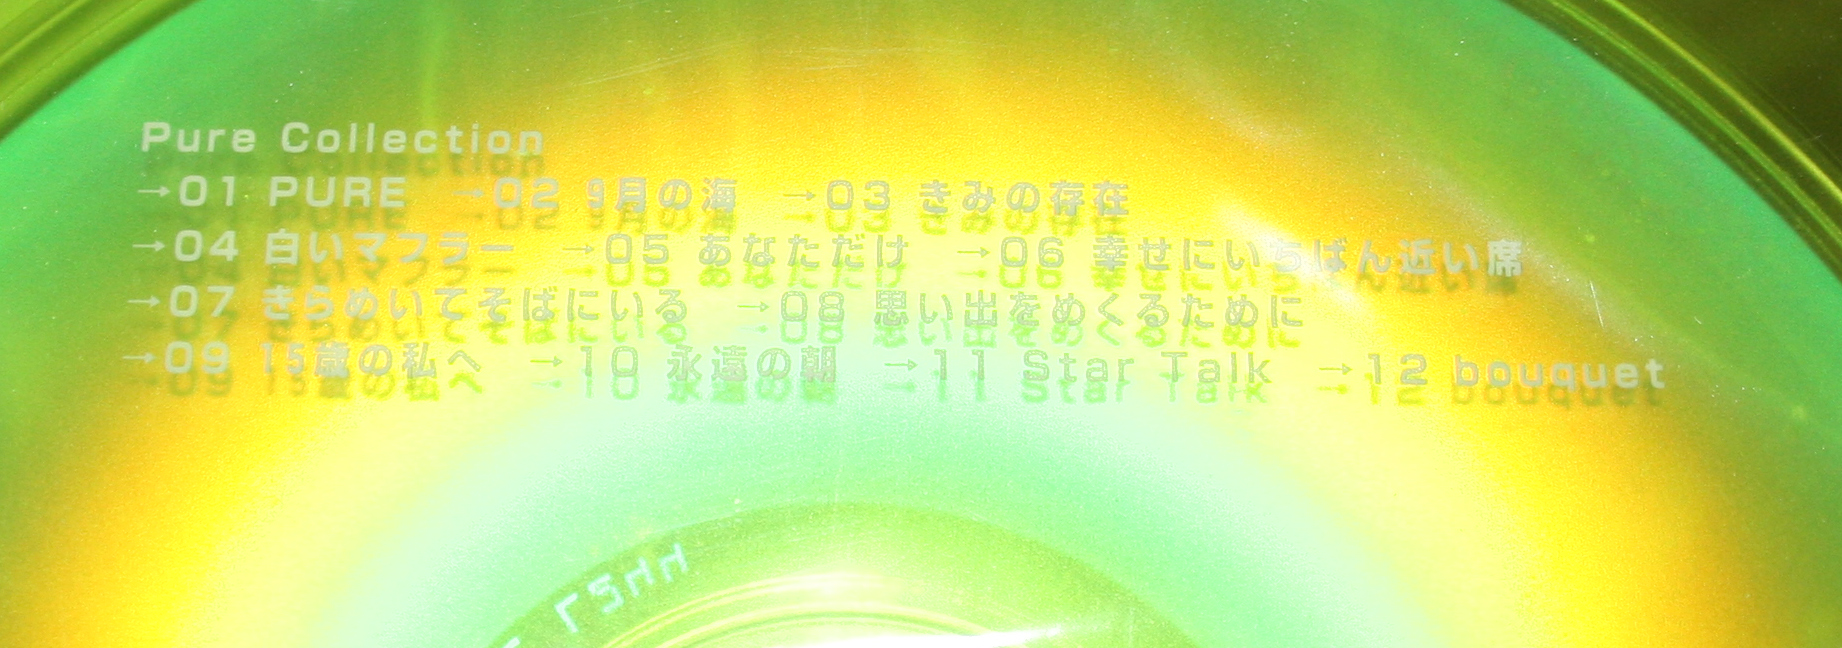 Pure Collection
→01 PURE →02 9月の海 →03 きみの存在
→04 白いマフラー →05 あなただけ →06 幸せにいちばん近い席
→07 きらめいてそばにいる →08 思い出をめくるために
→09 15歳の私へ →10 永遠の朝 →11 Star Talk →12 bouquet